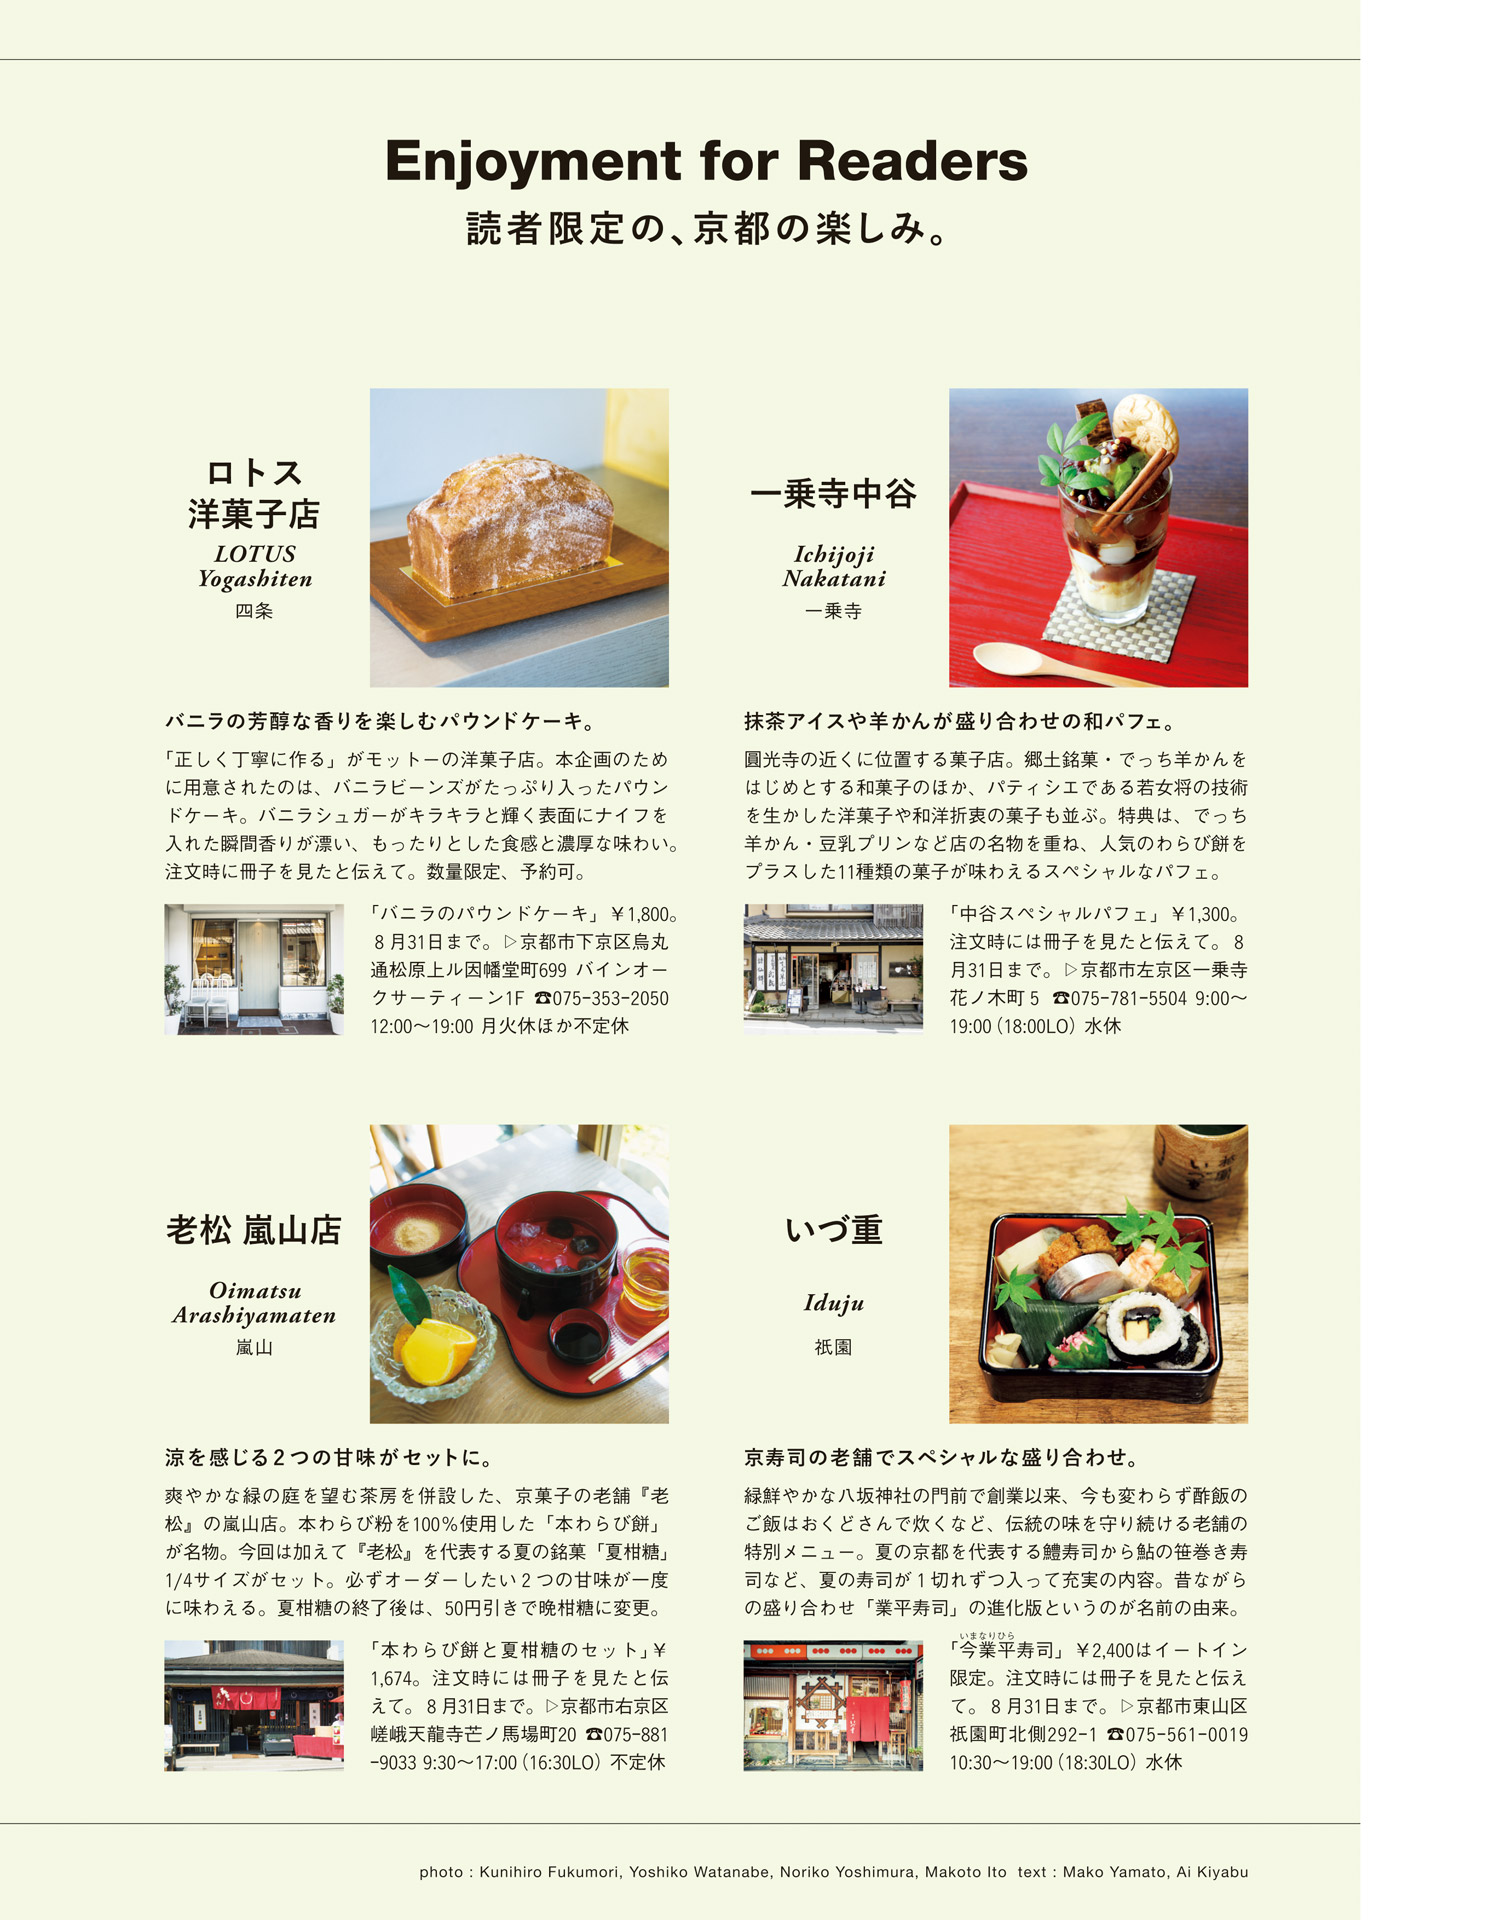 Enjoyment for Readers
読者限定の、京都の楽しみ。
ロトス
洋菓子店
LOTUS
Yogashiten
四条
バニラの芳醇な香りを楽しむパウンドケーキ。
「正しく丁寧に作る」がモットーの洋菓子店。本企画のため
に用意されたのは、バニラビーンズがたっぷり入ったパウン
ドケーキ。バニラシュガーがキラキラと輝く表面にナイフを
入れた瞬間香りが漂い、もったりとした食感と濃厚な味わい。
注文時に冊子を見たと伝えて。数量限定、予約可。
「バニラのパウンドケーキ」￥1,800。
８月31日まで。▷京都市下京区烏丸
通松原上ル因幡堂町699 バインオー
クサーティーン1F ☎075-353-2050
12:00〜19:00 月火休ほか不定休
一乗寺中谷
Ichijoji
Nakatani
一乗寺
抹茶アイスや羊かんが盛り合わせの和パフェ。
圓光寺の近くに位置する菓子店。郷土銘菓・でっち羊かんを
はじめとする和菓子のほか、パティシエである若女将の技術
を生かした洋菓子や和洋折衷の菓子も並ぶ。特典は、でっち
羊かん・豆乳プリンなど店の名物を重ね、人気のわらび餅を
プラスした11種類の菓子が味わえるスペシャルなパフェ。
「中谷スペシャルパフェ」￥1,300。
注文時には冊子を見たと伝えて。８
月31日まで。▷京都市左京区一乗寺
花ノ木町５ ☎075-781-5504 9:00〜
19:00（18:00LO）水休
老松 嵐山店
Oimatsu
Arashiyamaten
嵐山
涼を感じる２つの甘味がセットに。
爽やかな緑の庭を望む茶房を併設した、京菓子の老舗『老
松』の嵐山店。本わらび粉を100％使用した「本わらび餅」
が名物。今回は加えて『老松』を代表する夏の銘菓「夏柑糖」
1/4サイズがセット。必ずオーダーしたい２つの甘味が一度
に味わえる。夏柑糖の終了後は、50円引きで晩柑糖に変更。
「本わらび餅と夏柑糖のセット」￥
1,674。注文時には冊子を見たと伝
えて。８月31日まで。▷京都市右京区
嵯峨天龍寺芒ノ馬場町20 ☎075-881
-9033 9:30〜17:00（16:30LO）不定休
いづ重
Iduju
祇園
京寿司の老舗でスペシャルな盛り合わせ。
緑鮮やかな八坂神社の門前で創業以来、今も変わらず酢飯の
ご飯はおくどさんで炊くなど、伝統の味を守り続ける老舗の
特別メニュー。夏の京都を代表する鱧寿司から鮎の笹巻き寿
司など、夏の寿司が１切れずつ入って充実の内容。昔ながら
の盛り合わせ「業平寿司」の進化版というのが名前の由来。
いまなりひら
「今業平寿司」￥2,400はイートイン
限定。注文時には冊子を見たと伝え
て。８月31日まで。▷京都市東山区
祇園町北側292-1 ☎075-561-0019
10:30〜19:00（18:30LO）水休
photo : Kunihiro Fukumori, Yoshiko Watanabe, Noriko Yoshimura, Makoto Ito text : Mako Yamato, Ai Kiyabu